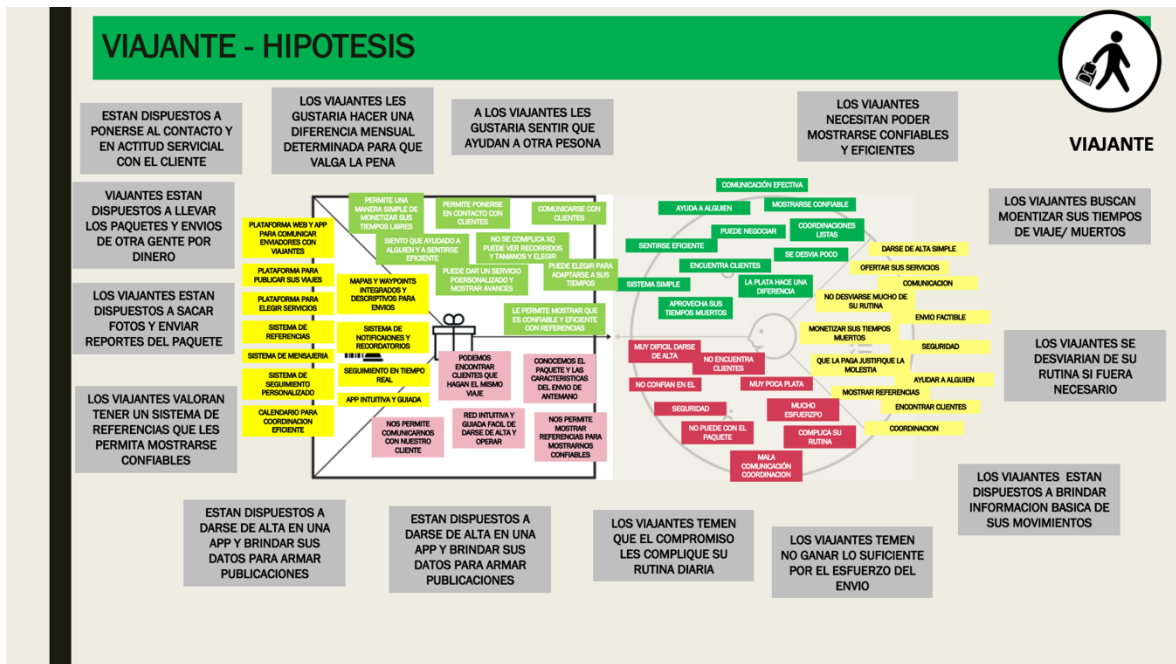 VIAJANTE - HIPOTESIS
VIAJANTE
ESTAN DISPUESTOS A
PONERSE AL CONTACTO Y
EN ACTITUD SERVICIAL
CON EL CLIENTE
LOS VIAJANTES LES
GUSTARIA HACER UNA
DIFERENCIA MENSUAL
DETERMINADA PARA QUE
VALGA LA PENA
A LOS VIAJANTES LES
GUSTARIA SENTIR QUE
AYUDAN A OTRA PESONA
LOS VIAJANTES
NECESITAN PODER
MOSTRARSE CONFIABLES
Y EFICIENTES
VIAJANTES ESTAN
DISPUESTOS A LLEVAR
LOS PAQUETES Y ENVIOS
DE OTRA GENTE POR
DINERO
LOS VIAJANTES ESTAN
DISPUESTOS A SACAR
FOTOS Y ENVIAR
REPORTES DEL PAQUETE
LOS VIAJANTES VALORAN
TENER UN SISTEMA DE
REFERENCIAS QUE LES
PERMITA MOSTRARSE
CONFIABLES
PLATAFORMA WEB Y APP
PARA COMUNICAR
ENVIADORES CON
VIAJANTES
PLATAFORMA PARA
PUBLICAR SUS VIAJES
PLATAFORMA PARA
ELEGIR SERVICIOS
SISTEMA DE
REFERENCIAS
SISTEMA DE MENSAJERIA
SISTEMA DE
SEGUIMIENTO
PERSONALIZADO
CALENDARIO PARA
COORDINACION
EFICIENTE
MAPAS Y WAYPOINTS
INTEGRADOS Y
DESCRIPTIVOS PARA
ENVIOS
SISTEMA DE
NOTIFICACIIONES Y
RECORDATORIOS
SEGUIMIENTO EN TIEMPO
REAL
APP INTUITIVA Y GUIADA
PERMITE UNA
MANERA SIMPLE DE
MONETIZAR SUS
TIEMPOS LIBRES
PERMITE PONERSE
EN CONTACTO CON
CLIENTES
COMUNICARSE CON
CLIENTES
SIENTO QUE AYUDADO A
ALGUIEN Y A SENTIRSE
EFICIENTE
NO SE COMPLICA XQ
PUEDE VER RECORRIDOS
Y TAMANOS Y ELEGIR
PUEDE DAR UN SERVICIO
POERSONALIZADO Y
MOSTRAR AVANCES
PUEDE ELEGIR PARA
ADAPTARSE A SUS
TIEMPOS
LE PERMITE MOSTRAR QUE
ES CONFIABLE Y EFICIENTE
CON REFERENCIAS
PODEMOS
ENCONTRAR CLIENTES
QUE HAGAN EL MISMO
VIAJE
CONOCEMOS EL
PAQUETE Y LAS
CARACTERISTICAS
DEL ENVIO DE
ANTEMANO
NOS PERMITE
COMUNICARNOS
CON NUESTRO
CLIENTE
RED INTUITIVA Y
GUIADA FACIL DE
DARSE DE ALTA Y
OPERAR
NOS PERMITE
MOSTRAR
REFERENCIAS PARA
MOSTRARNOS
CONFIABLES
COMUNICACIÓN EFECTIVA
AYUDA A ALGUIEN
MOSTRARSE CONFIABLE
PUEDE NEGOCIAR
COORDINACIONES
LISTAS
SENTIRSE EFICIENTE
SE DESVIA POCO
ENCUENTRA CLIENTES
SISTEMA SIMPLE
LA PLATA HACE UNA
DIFERENCIA
APROVECHA SUS
TIEMPOS MUERTOS
MUY DIFICIL DARSE
DE ALTA
NO ENCUENTRA
CLIENTES
NO CONFIAN EN EL
MUY POCA PLATA
SEGURIDAD
MUCHO
ESFUERZPO
NO PUEDE CON EL
PAQUETE
COMPLICA SU
RUTINA
MALA
COMUNICACIÓN
COORDINACION
DARSE DE ALTA SIMPLE
OFERTAR SUS SERVICIOS
COMUNICACION
NO DESVIARSE MUCHO DE
SU RUTINA
ENVIO FACTIBLE
MONETIZAR SUS TIEMPOS
MUERTOS
SEGURIDAD
QUE LA PAGA JUSTIFIQUE LA
MOLESTIA
AYUDAR A ALGUIEN
MOSTRAR REFERENCIAS
ENCONTRAR CLIENTES
COORDINACION
LOS VIAJANTES BUSCAN
MOENTIZAR SUS TIEMPOS
DE VIAJE/ MUERTOS
LOS VIAJANTES SE
DESVIARIAN DE SU
RUTINA SI FUERA
NECESARIO
LOS VIAJANTES ESTAN
DISPUESTOS A BRINDAR
INFORMACION BASICA DE
SUS MOVIMIENTOS
ESTAN DISPUESTOS A
DARSE DE ALTA EN UNA
APP Y BRINDAR SUS
DATOS PARA ARMAR
PUBLICACIONES
ESTAN DISPUESTOS A
DARSE DE ALTA EN UNA
APP Y BRINDAR SUS
DATOS PARA ARMAR
PUBLICACIONES
LOS VIAJANTES TEMEN
QUE EL COMPROMISO
LES COMPLIQUE SU
RUTINA DIARIA
LOS VIAJANTES TEMEN
NO GANAR LO SUFICIENTE
POR EL ESFUERZO DEL
ENVIO